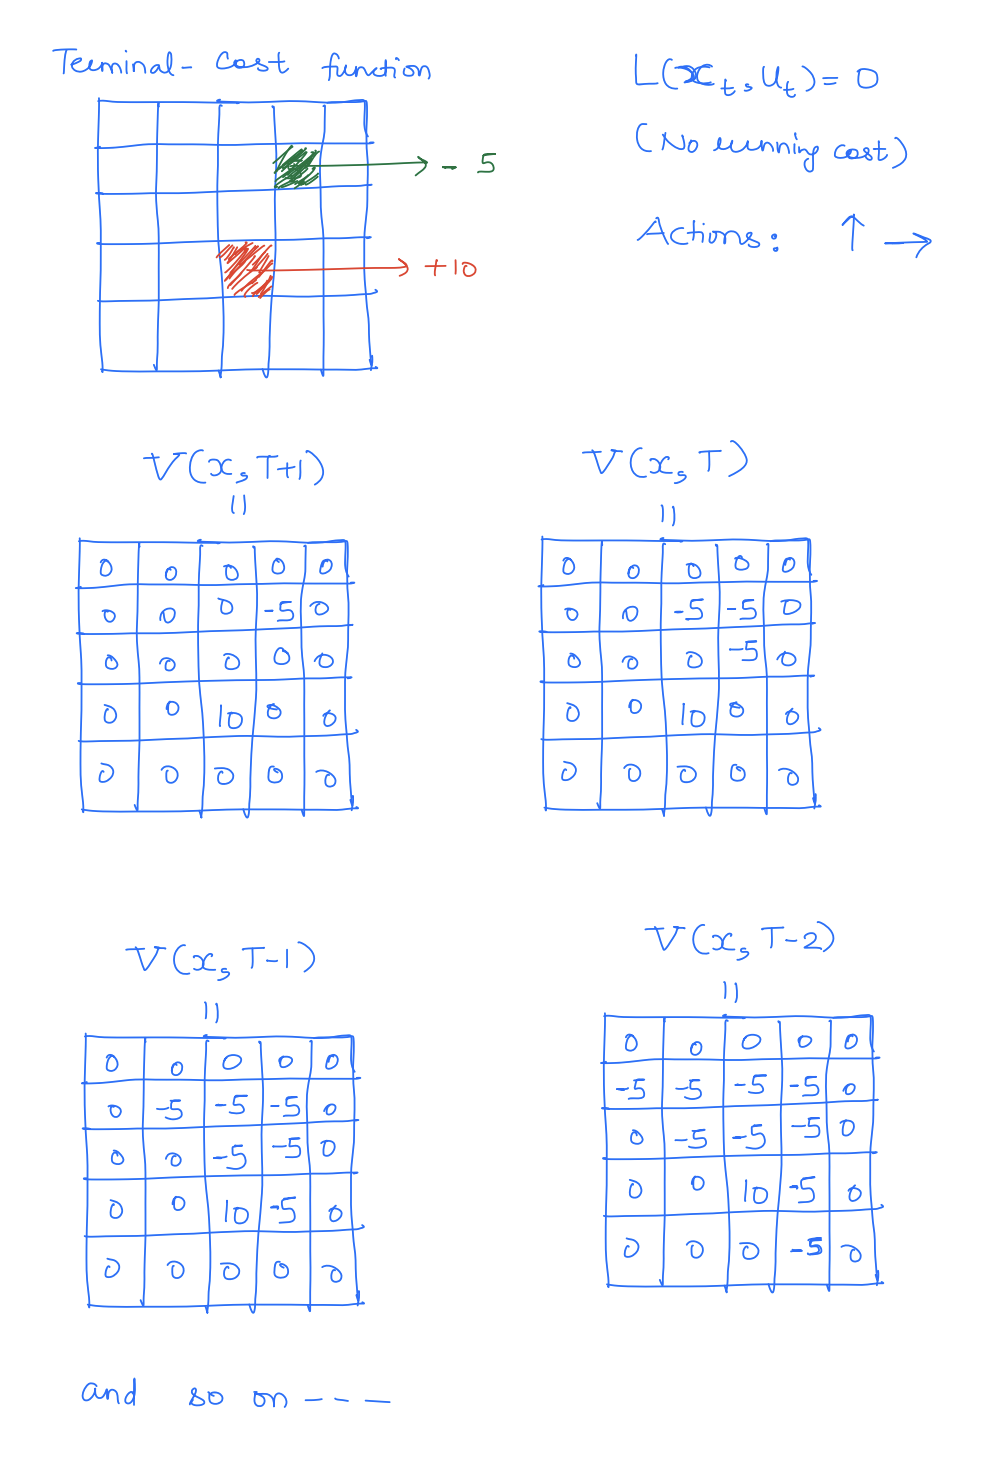 Terminal- Cost function
L(x_t, u_t) = 0
(No running cost)
→ - 5
→ +10
Actions: ↑ →
V(x, T+1)
=
0 0 0 0 0
0 0 0 -5 0
0 0 0 0 0
0 0 10 0 0
0 0 0 0 0
V(x, T)
=
0 0 0 0 0
0 0 -5 -5 0
0 0 0 -5 0
0 0 10 0 0
0 0 0 0 0
V(x, T-1)
=
0 0 0 0 0
0 -5 -5 -5 0
0 0 -5 -5 0
0 0 10 -5 0
0 0 0 0 0
V(x, T-2)
=
0 0 0 0 0
-5 -5 -5 -5 0
0 -5 -5 -5 0
0 0 10 -5 0
0 0 0 -5 0
and so on ----